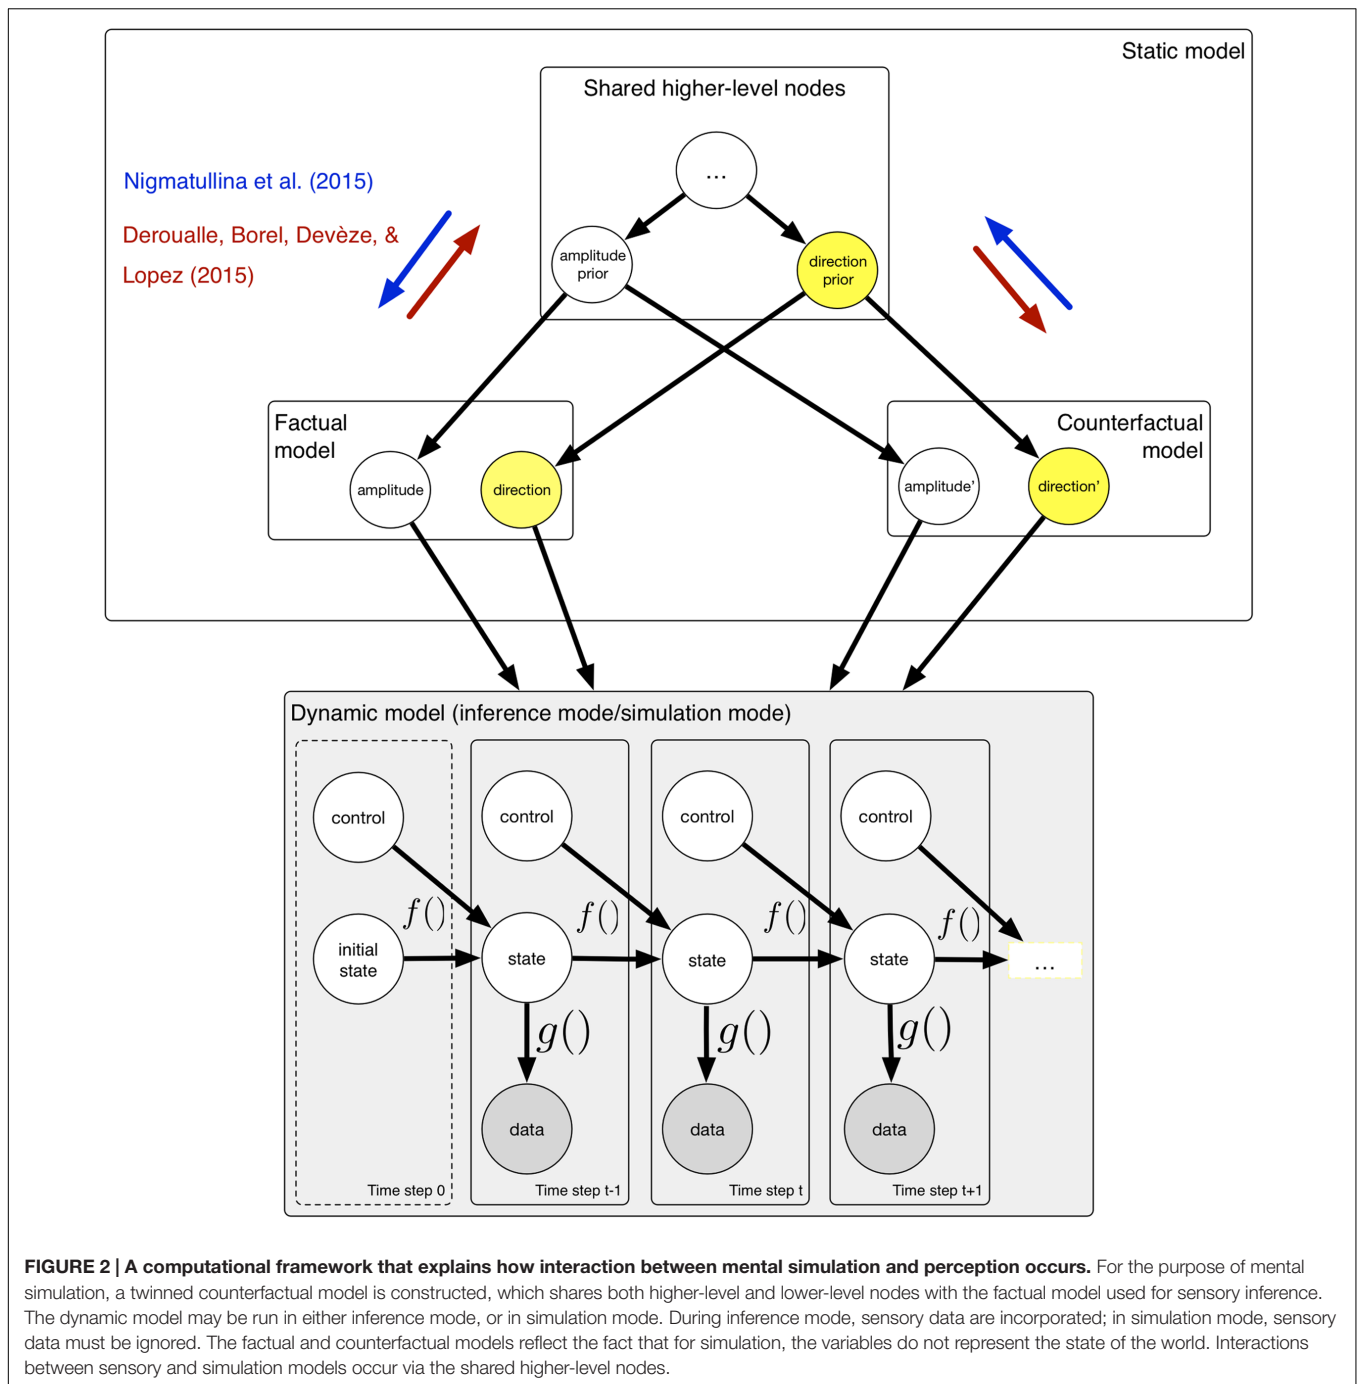 Static model
Shared higher-level nodes
...
Nigmatullina et al. (2015)
Deroualle, Borel, Devèze, &
Lopez (2015)
amplitude
prior
direction
prior
Factual
model
amplitude
direction
Counterfactual
model
amplitude'
direction'
Dynamic model (inference mode/simulation mode)
control
control
control
control
f()
f()
f()
f()
initial
state
state
state
state
...
g()
g()
g()
data
data
data
Time step 0
Time step t-1
Time step t
Time step t+1
FIGURE 2 | A computational framework that explains how interaction between mental simulation and perception occurs. For the purpose of mental
simulation, a twinned counterfactual model is constructed, which shares both higher-level and lower-level nodes with the factual model used for sensory inference.
The dynamic model may be run in either inference mode, or in simulation mode. During inference mode, sensory data are incorporated; in simulation mode, sensory
data must be ignored. The factual and counterfactual models reflect the fact that for simulation, the variables do not represent the state of the world. Interactions
between sensory and simulation models occur via the shared higher-level nodes.